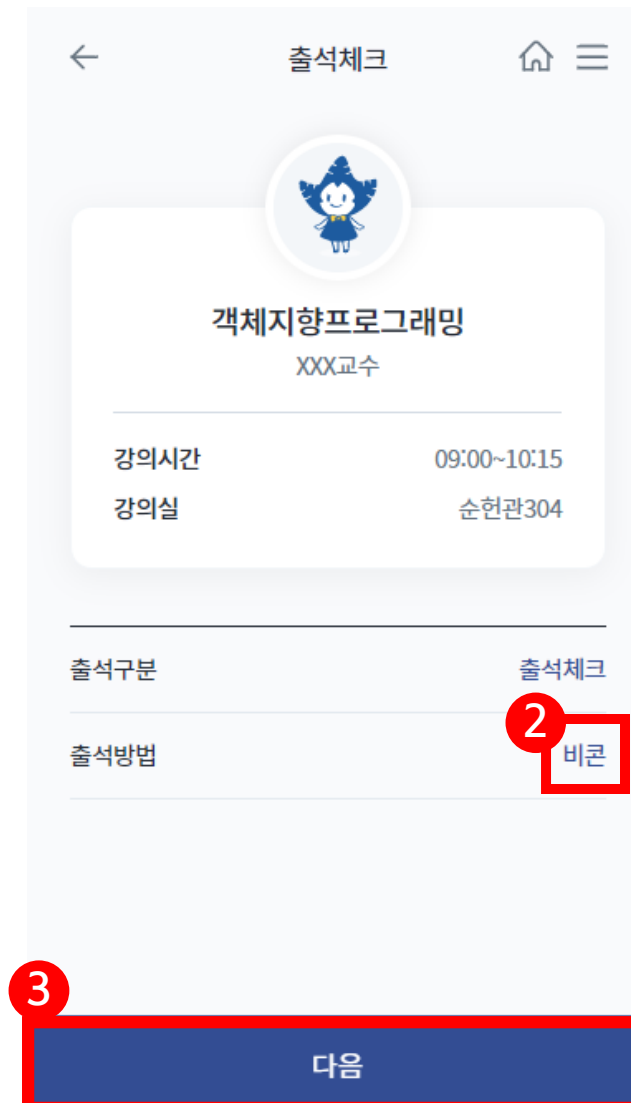 출석체크
객체지향프로그래밍
XXX교수
강의시간 09:00~10:15
강의실 순헌관304
출석구분 출석체크
2
출석방법 비콘
3
다음